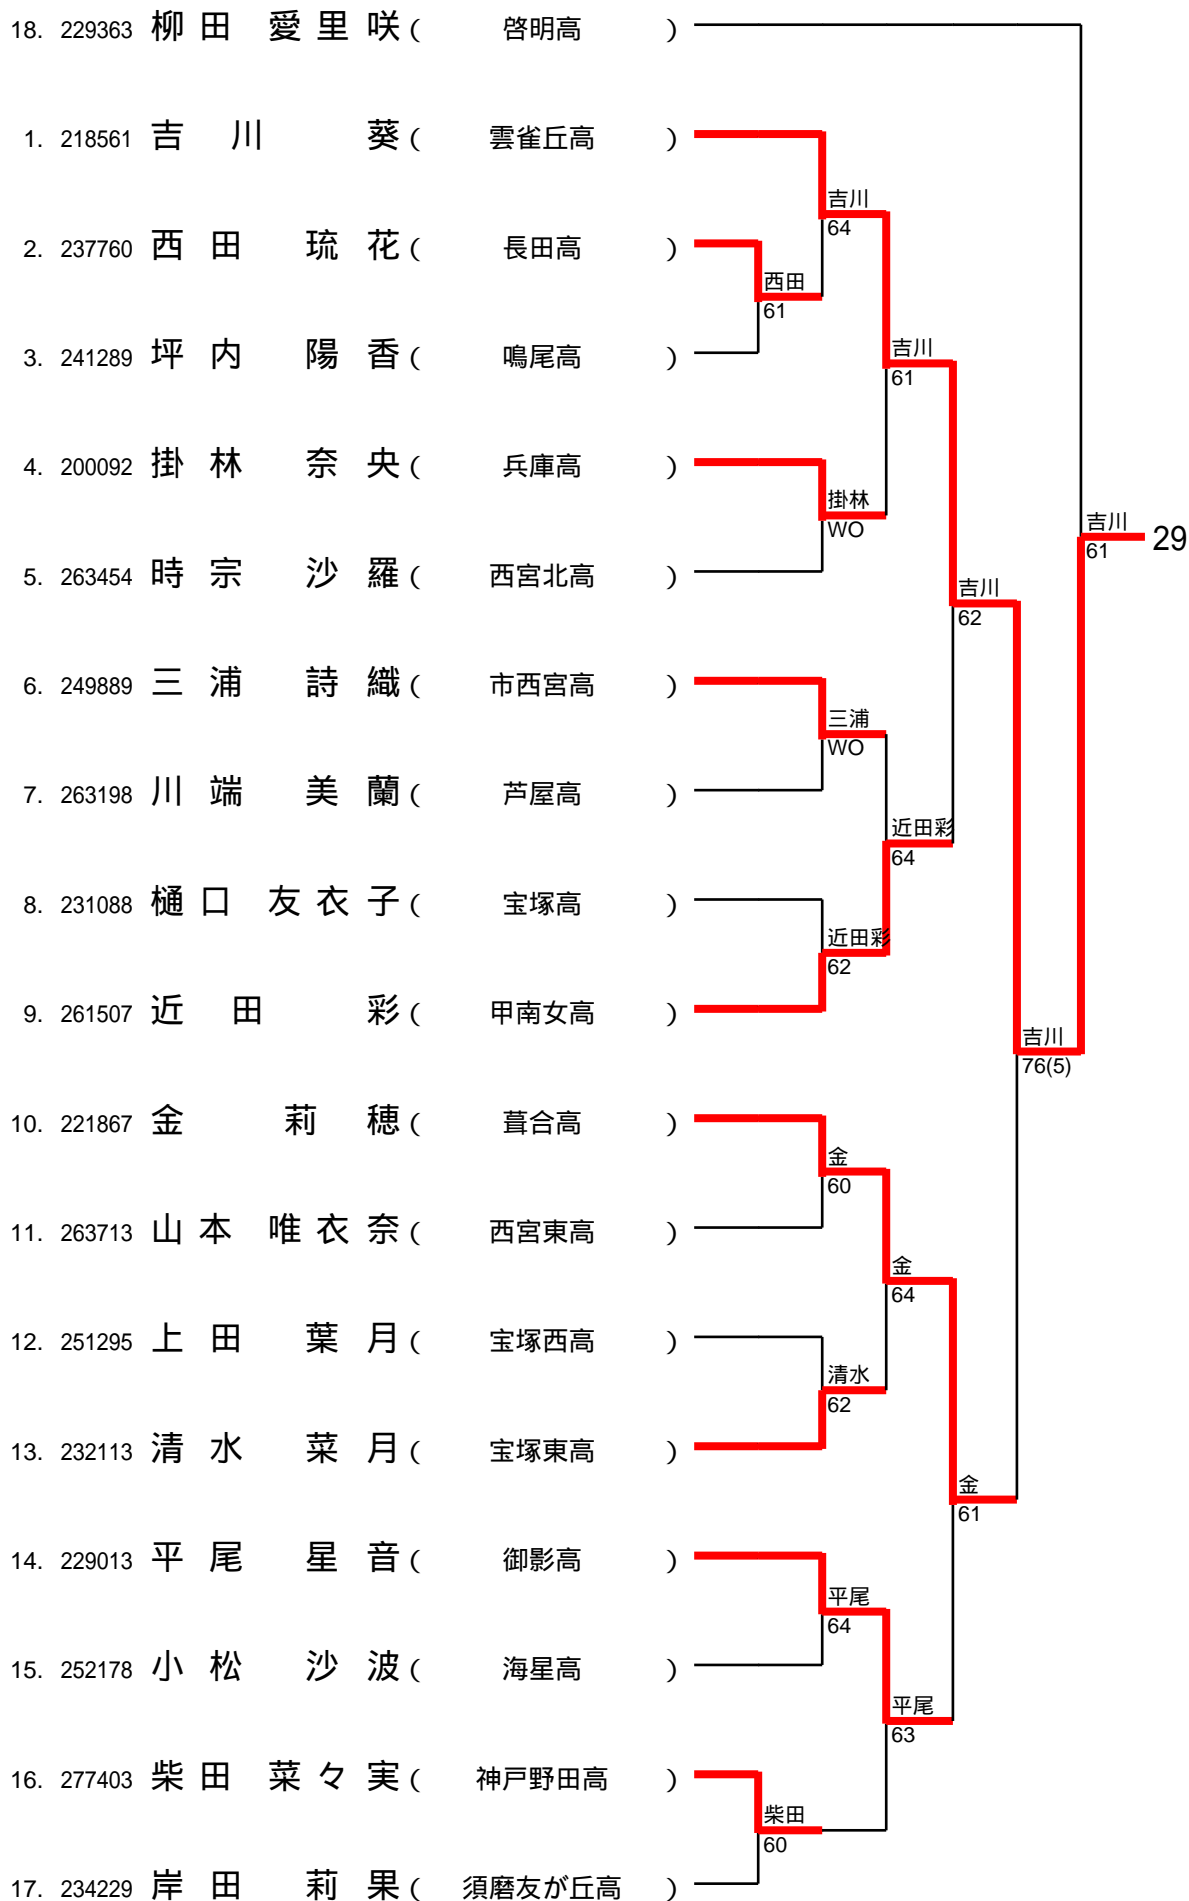 18. 229363 柳田 愛里咲 ( 啓明高 )
1. 218561 吉川 葵 ( 雲雀丘高 )
吉川
64
2. 237760 西田 琉花 ( 長田高 )
西田
61
3. 241289 坪内 陽香 ( 鳴尾高 )
吉川
61
4. 200092 掛林 奈央 ( 兵庫高 )
掛林
WO
吉川
61
29
5. 263454 時宗 沙羅 ( 西宮北高 )
吉川
62
6. 249889 三浦 詩織 ( 市西宮高 )
三浦
WO
7. 263198 川端 美蘭 ( 芦屋高 )
近田彩
64
8. 231088 樋口 友衣子 ( 宝塚高 )
近田彩
62
9. 261507 近田 彩 ( 甲南女高 )
吉川
76(5)
10. 221867 金 莉穂 ( 葺合高 )
金
60
11. 263713 山本 唯衣奈 ( 西宮東高 )
金
64
12. 251295 上田 葉月 ( 宝塚西高 )
清水
62
13. 232113 清水 菜月 ( 宝塚東高 )
金
61
14. 229013 平尾 星音 ( 御影高 )
平尾
64
15. 252178 小松 沙波 ( 海星高 )
平尾
63
16. 277403 柴田 菜々実 ( 神戸野田高 )
柴田
60
17. 234229 岸田 莉果 ( 須磨友が丘高 )